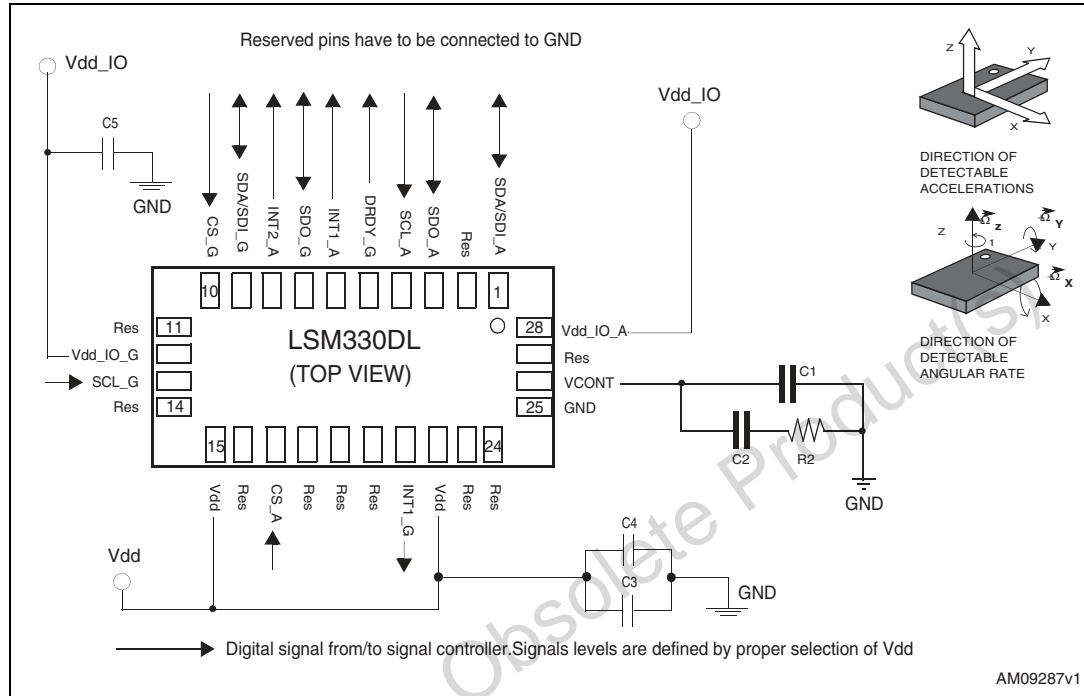 Reserved pins have to be connected to GND
Vdd_IO
C5
GND
CS_G
SDA/SDI_G
INT2_A
SDO_G
INT1_A
DRDY_G
SCL_A
SDO_A
Res
SDA/SDI_A
Vdd_IO
Z
Y
X
DIRECTION OF
DETECTABLE
ACCELERATIONS
Ω z
Ω Y
Z
1
Y
Ω X
X
DIRECTION OF
DETECTABLE
ANGULAR RATE
10
1
Res
11
LSM330DL
28
Vdd_IO_A
Vdd_IO_G
(TOP VIEW)
Res
SCL_G
VCONT
Res
14
25
GND
C1
C2
R2
GND
15
24
Vdd
Res
CS_A
Res
Res
Res
INT1_G
Vdd
Res
Res
Vdd
C4
C3
GND
Digital signal from/to signal controller.Signals levels are defined by proper selection of Vdd
Obsolete Product(s)
AM09287v1